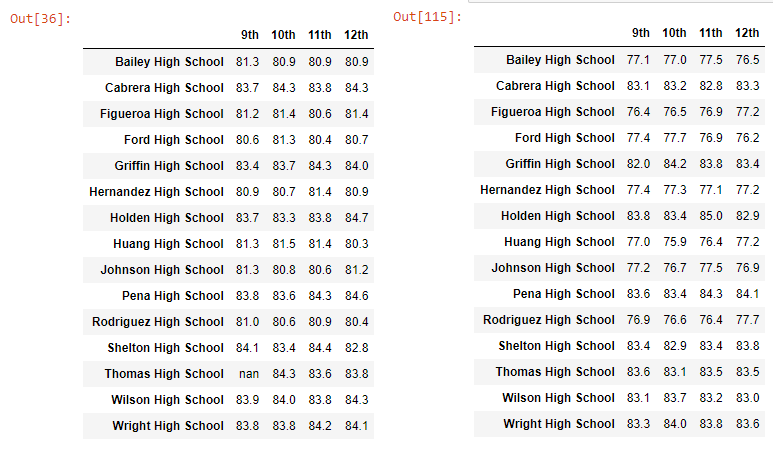 Out[36]:
9th 10th 11th 12th
Bailey High School 81.3 80.9 80.9 80.9
Cabrera High School 83.7 84.3 83.8 84.3
Figueroa High School 81.2 81.4 80.6 81.4
Ford High School 80.6 81.3 80.4 80.7
Griffin High School 83.4 83.7 84.3 84.0
Hernandez High School 80.9 80.7 81.4 80.9
Holden High School 83.7 83.3 83.8 84.7
Huang High School 81.3 81.5 81.4 80.3
Johnson High School 81.3 80.8 80.6 81.2
Pena High School 83.8 83.6 84.3 84.6
Rodriguez High School 81.0 80.6 80.9 80.4
Shelton High School 84.1 83.4 84.4 82.8
Thomas High School nan 84.3 83.6 83.8
Wilson High School 83.9 84.0 83.8 84.3
Wright High School 83.8 83.8 84.2 84.1
Out[115]:
9th 10th 11th 12th
Bailey High School 77.1 77.0 77.5 76.5
Cabrera High School 83.1 83.2 82.8 83.3
Figueroa High School 76.4 76.5 76.9 77.2
Ford High School 77.4 77.7 76.9 76.2
Griffin High School 82.0 84.2 83.8 83.4
Hernandez High School 77.4 77.3 77.1 77.2
Holden High School 83.8 83.4 85.0 82.9
Huang High School 77.0 75.9 76.4 77.2
Johnson High School 77.2 76.7 77.5 76.9
Pena High School 83.6 83.4 84.3 84.1
Rodriguez High School 76.9 76.6 76.4 77.7
Shelton High School 83.4 82.9 83.4 83.8
Thomas High School 83.6 83.1 83.5 83.5
Wilson High School 83.1 83.7 83.2 83.0
Wright High School 83.3 84.0 83.8 83.6